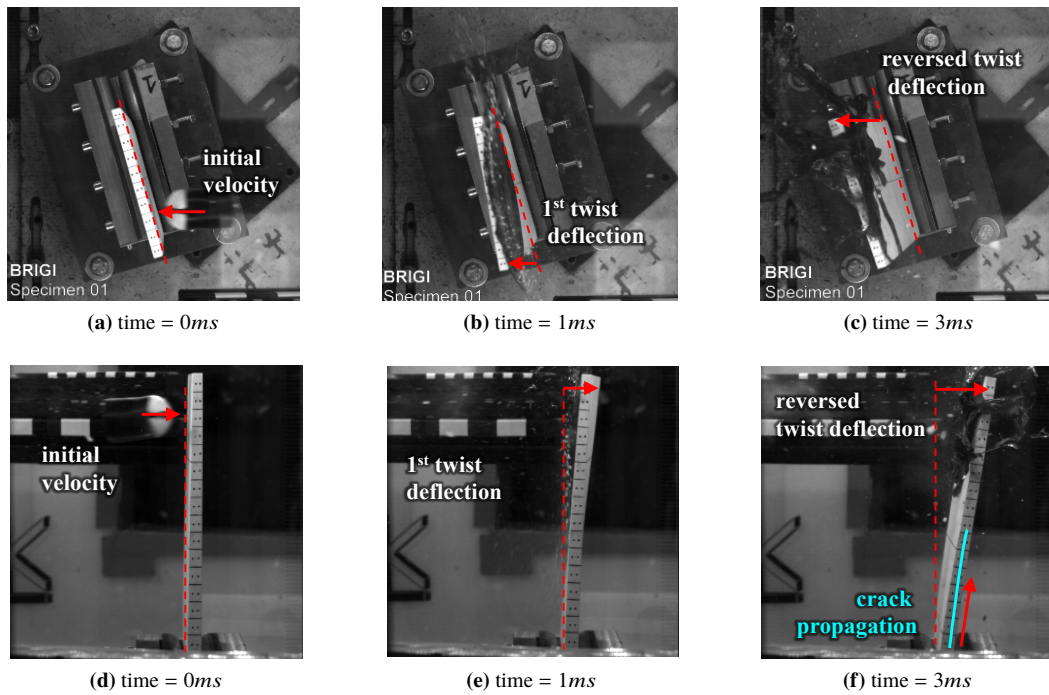 initial
velocity
BRIGI
Specimen 01
(a) time = 0ms
1st twist
deflection
BRIGI
Specimen 01
(b) time = 1ms
reversed twist
deflection
BRIGI
Specimen 01
(c) time = 3ms
initial
velocity
(d) time = 0ms
1st twist
deflection
(e) time = 1ms
reversed
twist deflection
crack
propagation
(f) time = 3ms